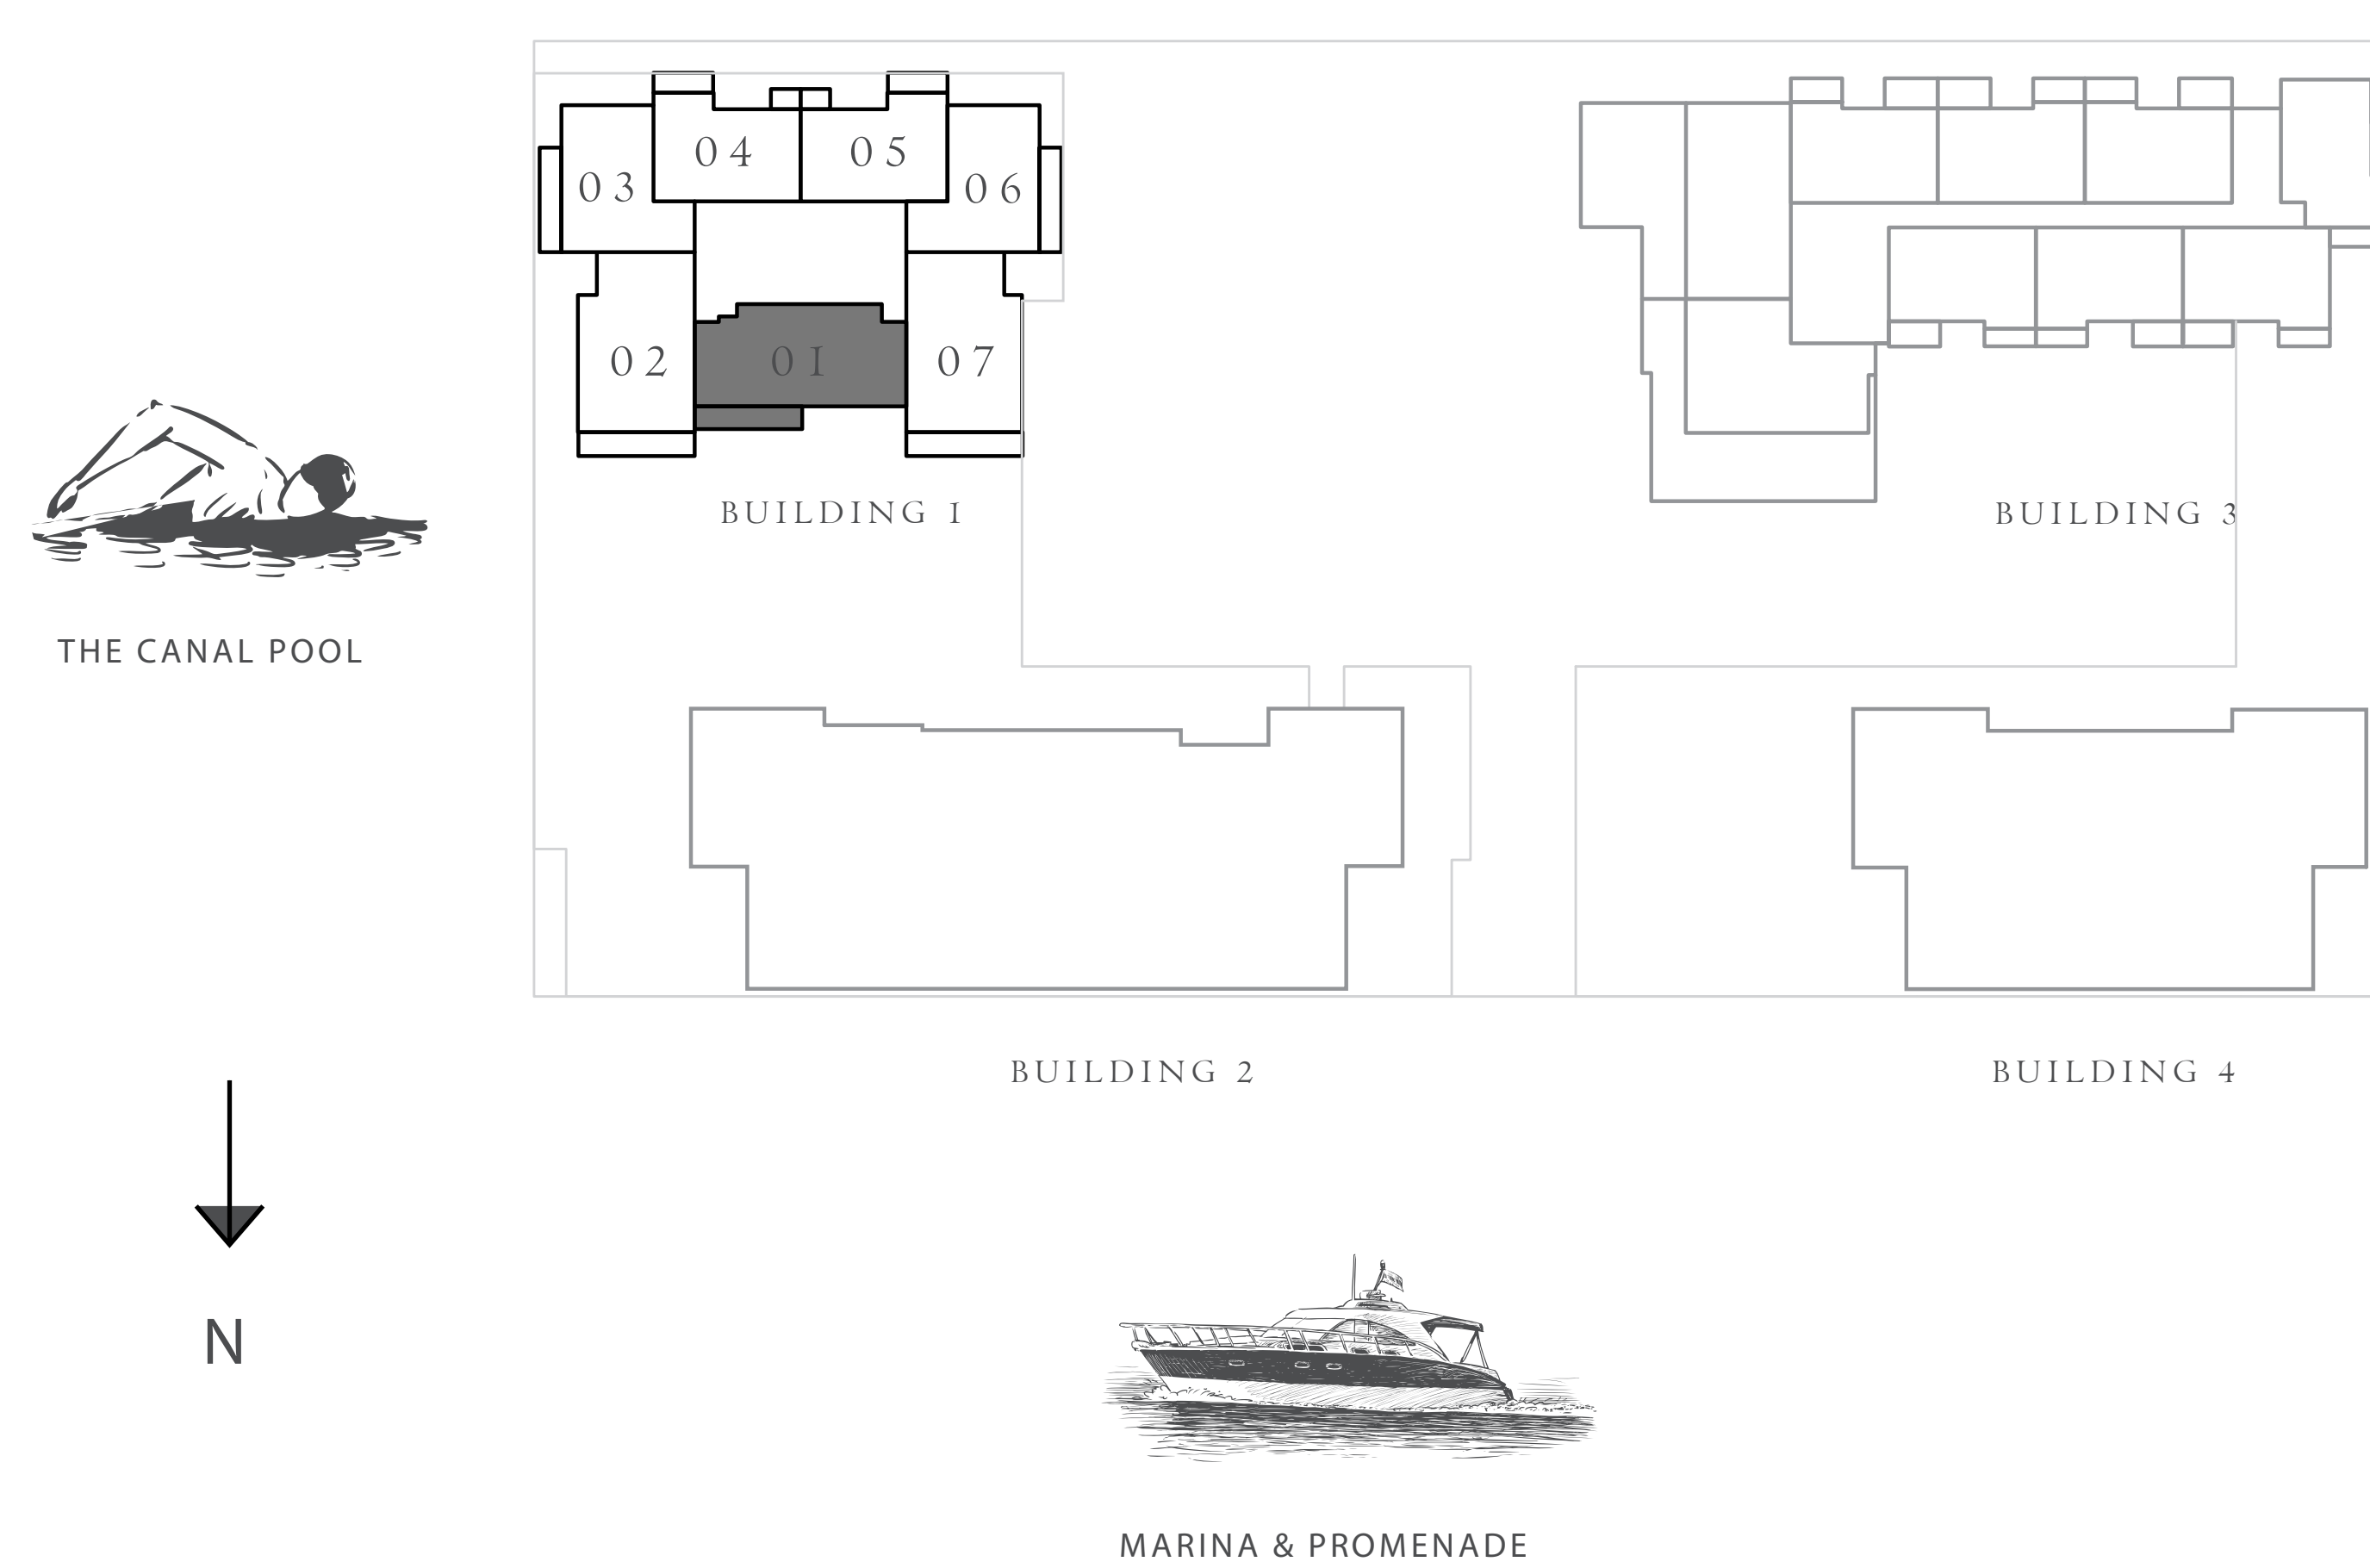 04
05
03
06
02
01
07
BUILDING 1
BUILDING 3
THE CANAL POOL
BUILDING 2
BUILDING 4
N
MARINA & PROMENADE